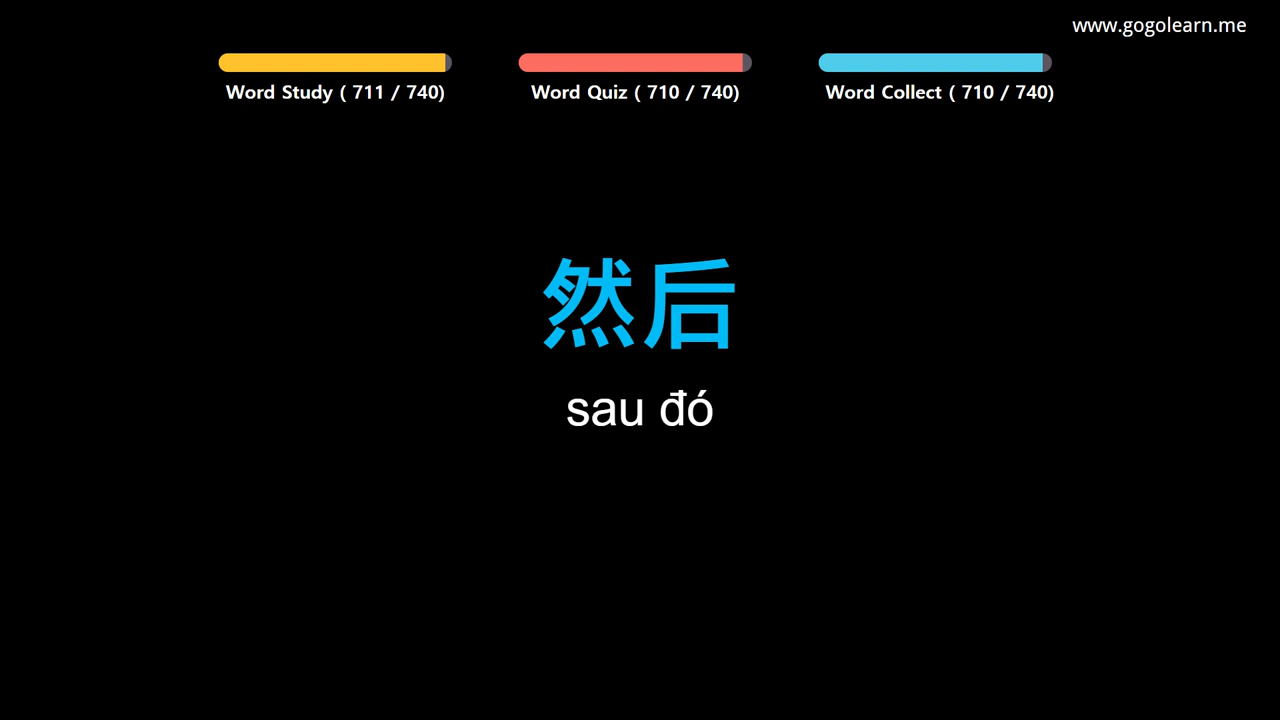 www.gogolearn.me
Word Study ( 711 / 740)
Word Quiz ( 710 / 740)
Word Collect ( 710 / 740)
然后
sau đó